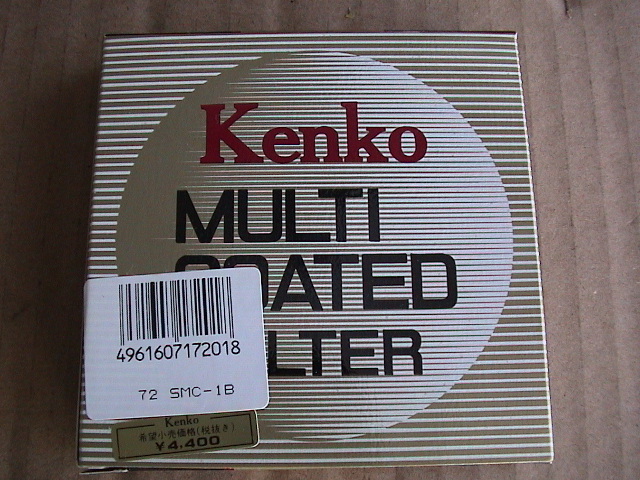 Kenko
MULTI
COATED
FILTER
4961607172018
72 SMC-1B
Kenko
希望小売価格(税抜き)
¥4,400